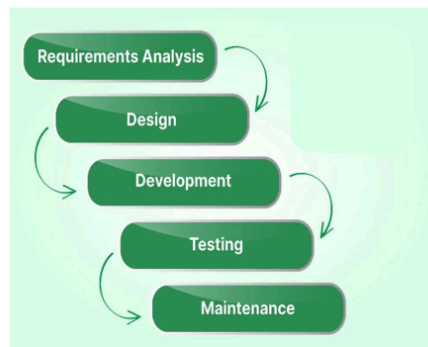 Requirements Analysis
Design
Development
Testing
Maintenance